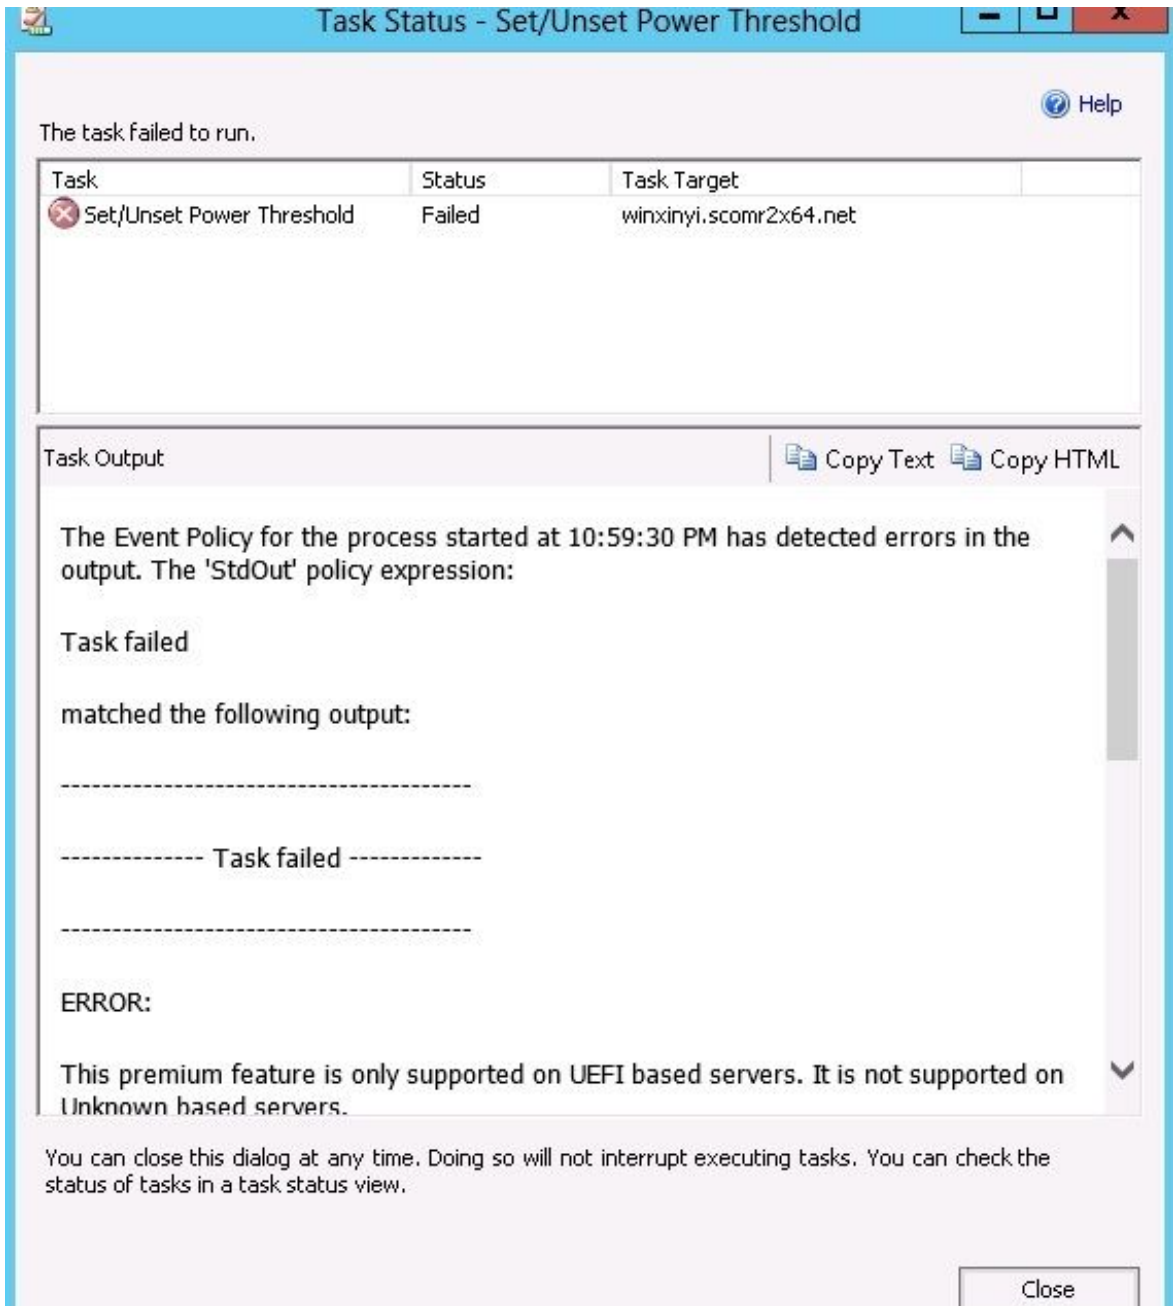 Task Status - Set/Unset Power Threshold
Help
The task failed to run.
Task Status Task Target
Set/Unset Power Threshold Failed winxinyi.scomr2x64.net
Task Output Copy Text Copy HTML
The Event Policy for the process started at 10:59:30 PM has detected errors in the
output. The 'StdOut' policy expression:
Task failed
matched the following output:
----------------------------------------
-------------- Task failed -------------
----------------------------------------
ERROR:
This premium feature is only supported on UEFI based servers. It is not supported on
Unknown based servers.
You can close this dialog at any time. Doing so will not interrupt executing tasks. You can check the
status of tasks in a task status view.
Close